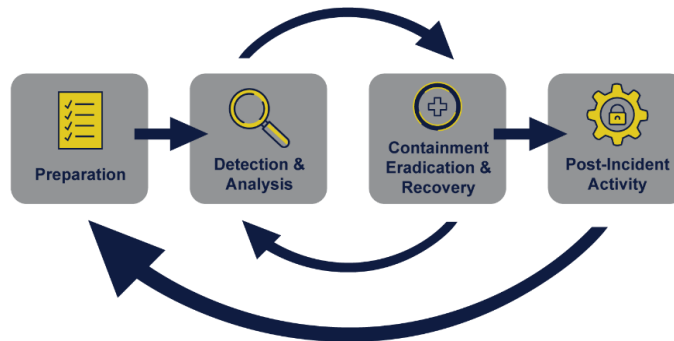 Preparation
Detection &
Analysis
Containment
Eradication &
Recovery
Post-Incident
Activity